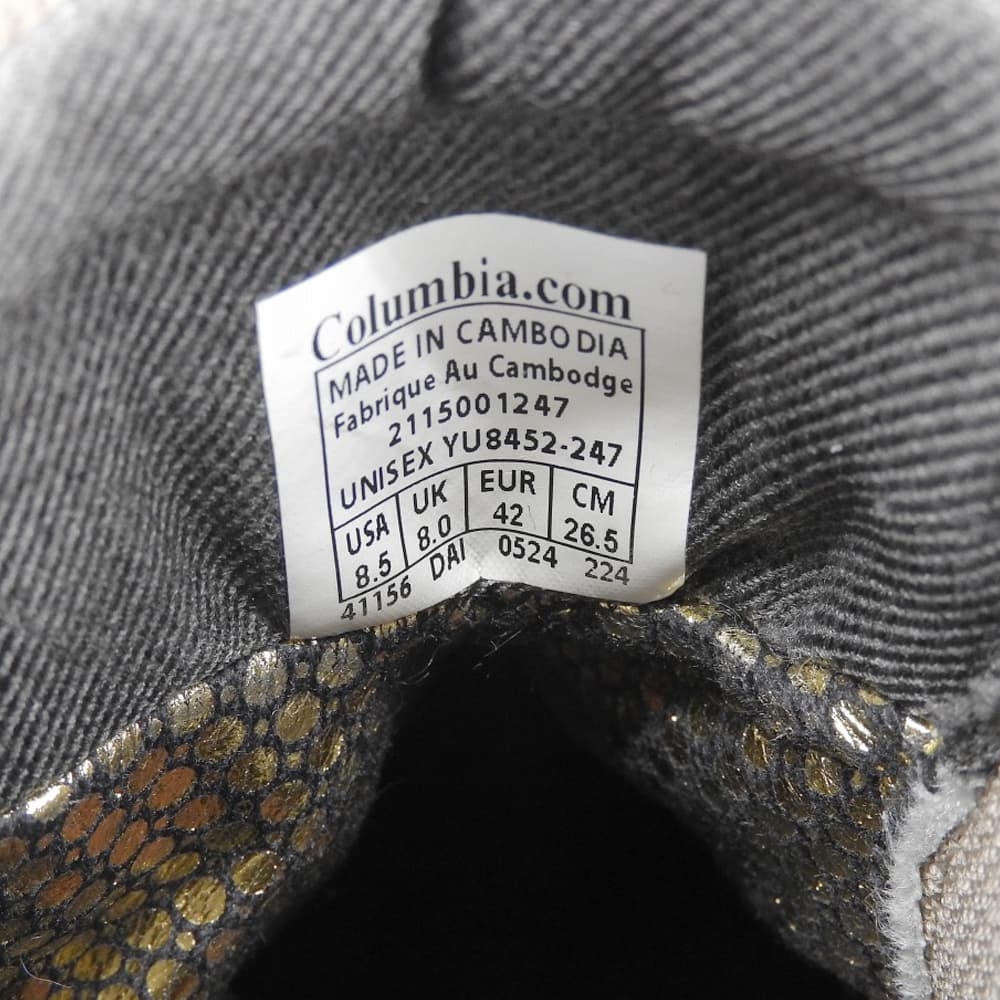 Columbia.com
MADE IN CAMBODIA
Fabrique Au Cambodge
2115001247
UNISEX YU8452-247
USA UK EUR CM
8.5 8.0 42 26.5
41156 DAI 0524 224